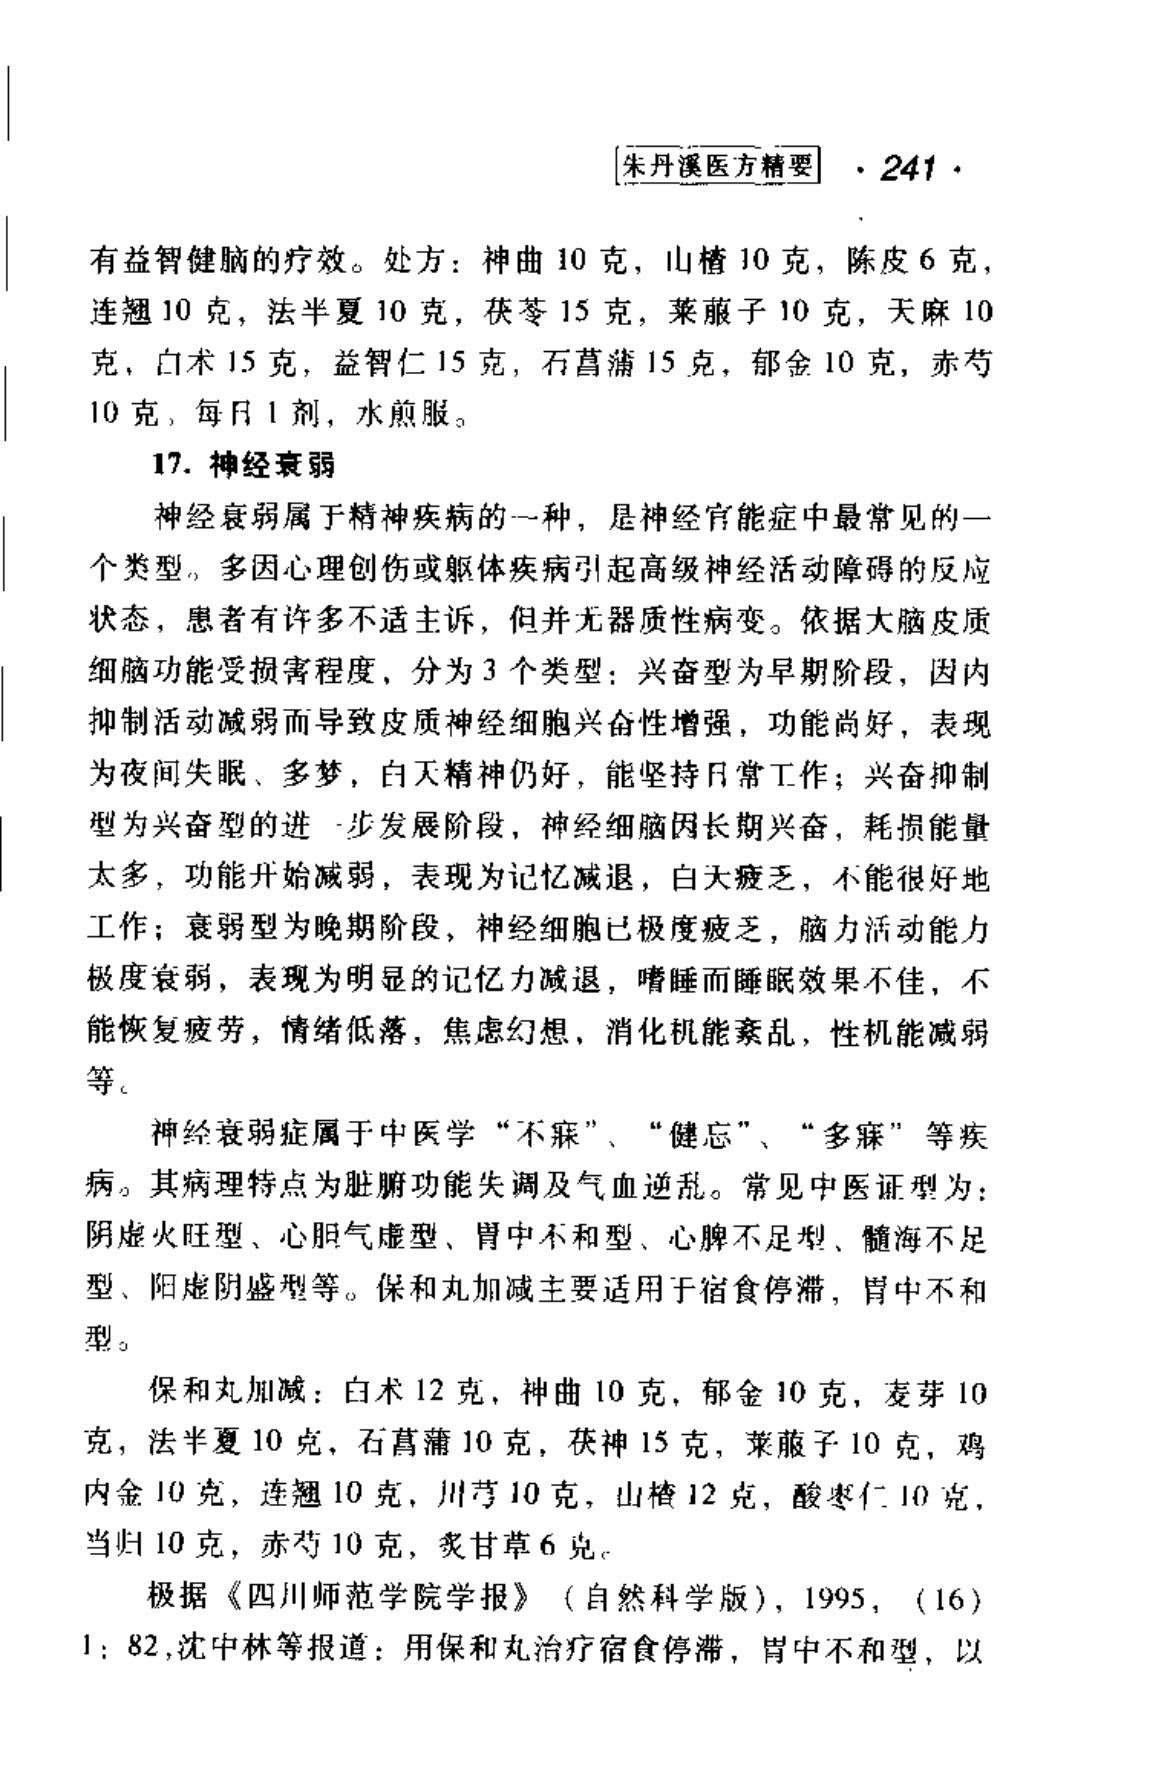 朱丹溪医方精要 · 241 ·
有益智健脑的疗效。处方：神曲 10 克，山楂 10 克，陈皮 6 克，
连翘 10 克，法半夏 10 克，茯苓 15 克，莱菔子 10 克，天麻 10
克，白术 15 克，益智仁 15 克，石菖蒲 15 克，郁金 10 克，赤芍
10 克。每日 1 剂，水煎服。
17. 神经衰弱
神经衰弱属于精神疾病的一种，是神经官能症中最常见的一
个类型。多因心理创伤或躯体疾病引起高级神经活动障碍的反应
状态，患者有许多不适主诉，但并无器质性病变。依据大脑皮质
细脑功能受损害程度，分为 3 个类型：兴奋型为早期阶段，因内
抑制活动减弱而导致皮质神经细胞兴奋性增强，功能尚好，表现
为夜间失眠、多梦，白天精神仍好，能坚持日常工作；兴奋抑制
型为兴奋型的进一步发展阶段，神经细脑因长期兴奋，耗损能量
太多，功能开始减弱，表现为记忆减退，白天疲乏，不能很好地
工作；衰弱型为晚期阶段，神经细胞已极度疲乏，脑力活动能力
极度衰弱，表现为明显的记忆力减退，嗜睡而睡眠效果不佳，不
能恢复疲劳，情绪低落，焦虑幻想，消化机能紊乱，性机能减弱
等。
神经衰弱症属于中医学“不寐”、“健忘”、“多寐”等疾
病。其病理特点为脏腑功能失调及气血逆乱。常见中医证型为：
阴虚火旺型、心胆气虚型、胃中不和型、心脾不足型、髓海不足
型、阳虚阴盛型等。保和丸加减主要适用于宿食停滞，胃中不和
型。
保和丸加减：白术 12 克，神曲 10 克，郁金 10 克，麦芽 10
克，法半夏 10 克，石菖蒲 10 克，茯神 15 克，莱菔子 10 克，鸡
内金 10 克，连翘 10 克，川芎 10 克，山楂 12 克，酸枣仁 10 克，
当归 10 克，赤芍 10 克，炙甘草 6 克。
极据《四川师范学院学报》（自然科学版），1995，（16）
1：82,沈中林等报道：用保和丸治疗宿食停滞，胃中不和型，以